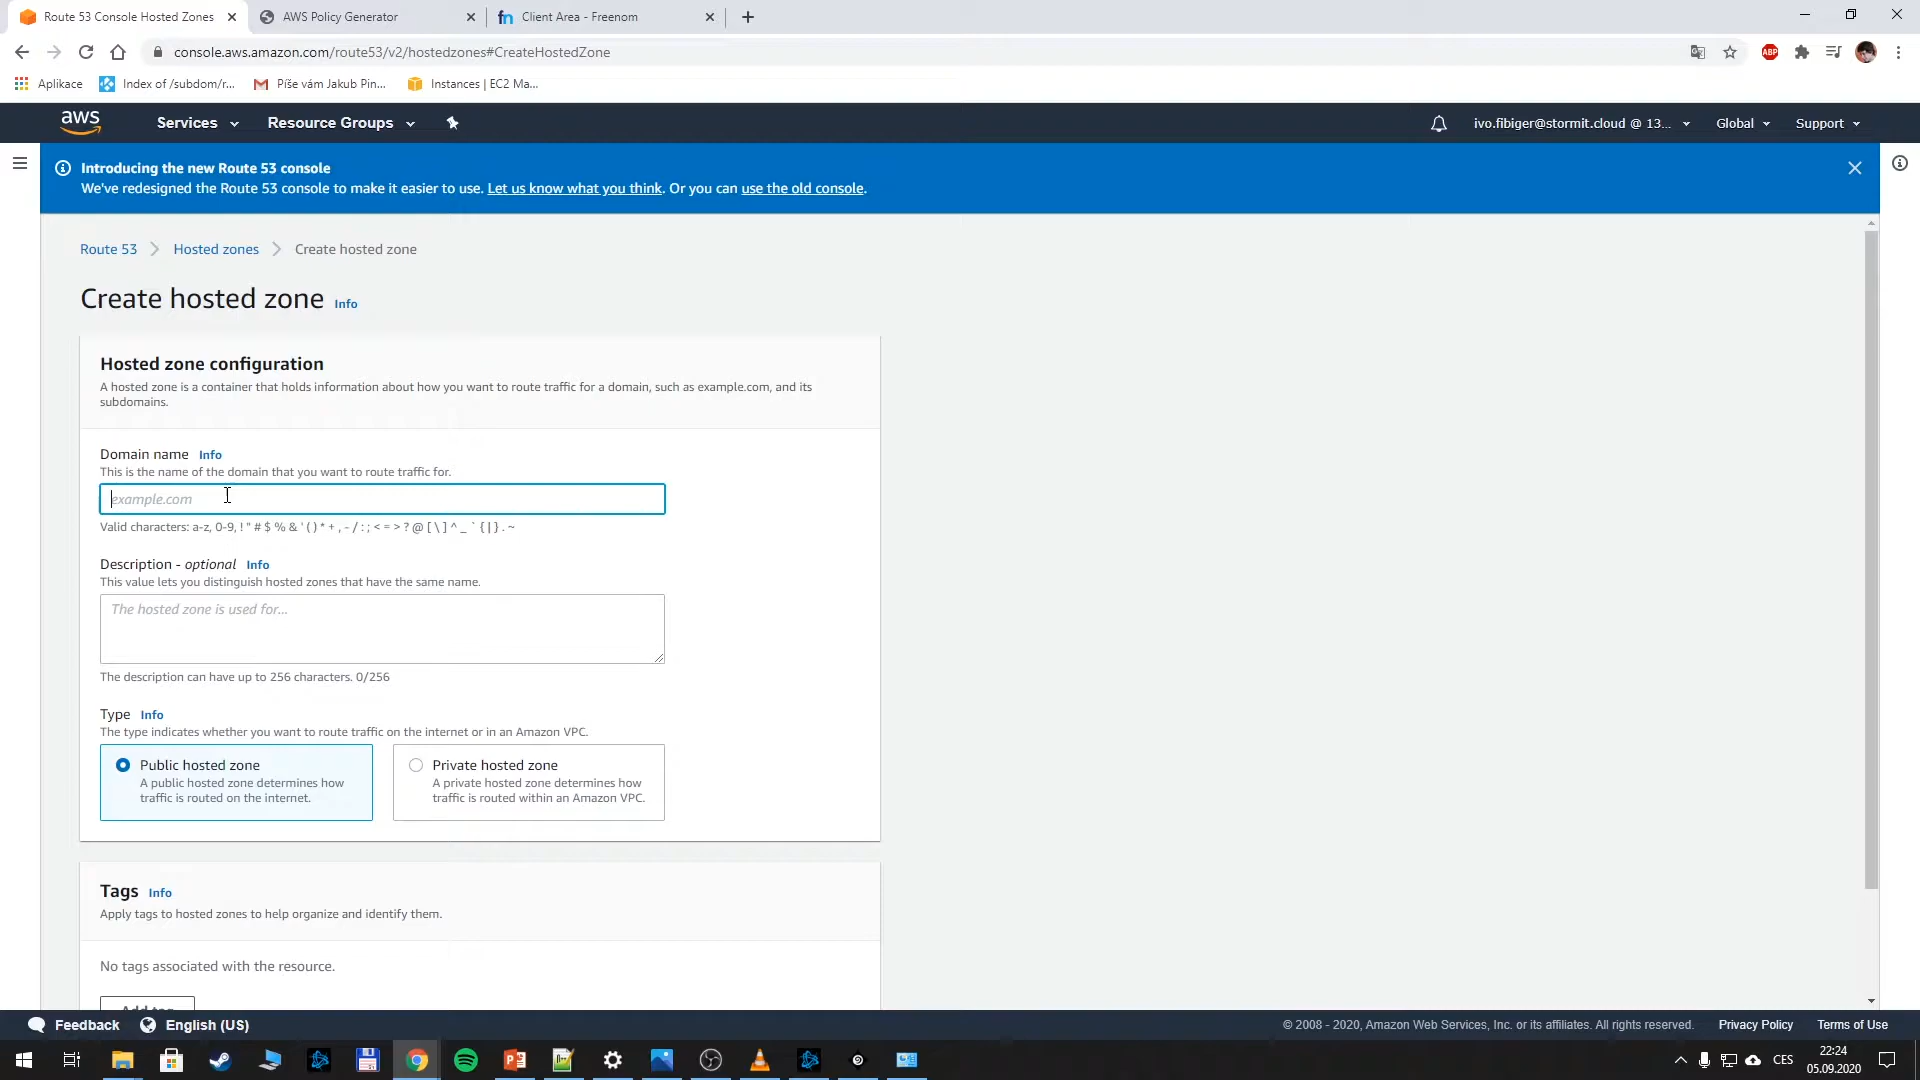 Route 53 Console Hosted Zones
AWS Policy Generator
Client Area - Freenom
console.aws.amazon.com/route53/v2/hostedzones#CreateHostedZone
ABP
Aplikace
Index of /subdom/r...
Píše vám Jakub Pin...
Instances | EC2 Ma...
aws
Services
Resource Groups
ivo.fibiger@stormit.cloud @ 13...
Global
Support
Introducing the new Route 53 console
We've redesigned the Route 53 console to make it easier to use. Let us know what you think. Or you can use the old console.
Route 53
Hosted zones
Create hosted zone
Create hosted zone Info
Hosted zone configuration
A hosted zone is a container that holds information about how you want to route traffic for a domain, such as example.com, and its
subdomains.
Domain name Info
This is the name of the domain that you want to route traffic for.
example.com
Valid characters: a-z, 0-9, ! " # $ % & ' ( ) * + , - / : ; < = > ? @ [ \ ] ^ _ ` { | } . ~
Description - optional Info
This value lets you distinguish hosted zones that have the same name.
The hosted zone is used for...
The description can have up to 256 characters. 0/256
Type Info
The type indicates whether you want to route traffic on the internet or in an Amazon VPC.
Public hosted zone
A public hosted zone determines how
traffic is routed on the internet.
Private hosted zone
A private hosted zone determines how
traffic is routed within an Amazon VPC.
Tags Info
Apply tags to hosted zones to help organize and identify them.
No tags associated with the resource.
Add tag
Feedback
English (US)
© 2008 - 2020, Amazon Web Services, Inc. or its affiliates. All rights reserved.
Privacy Policy
Terms of Use
CES
22:24
05.09.2020